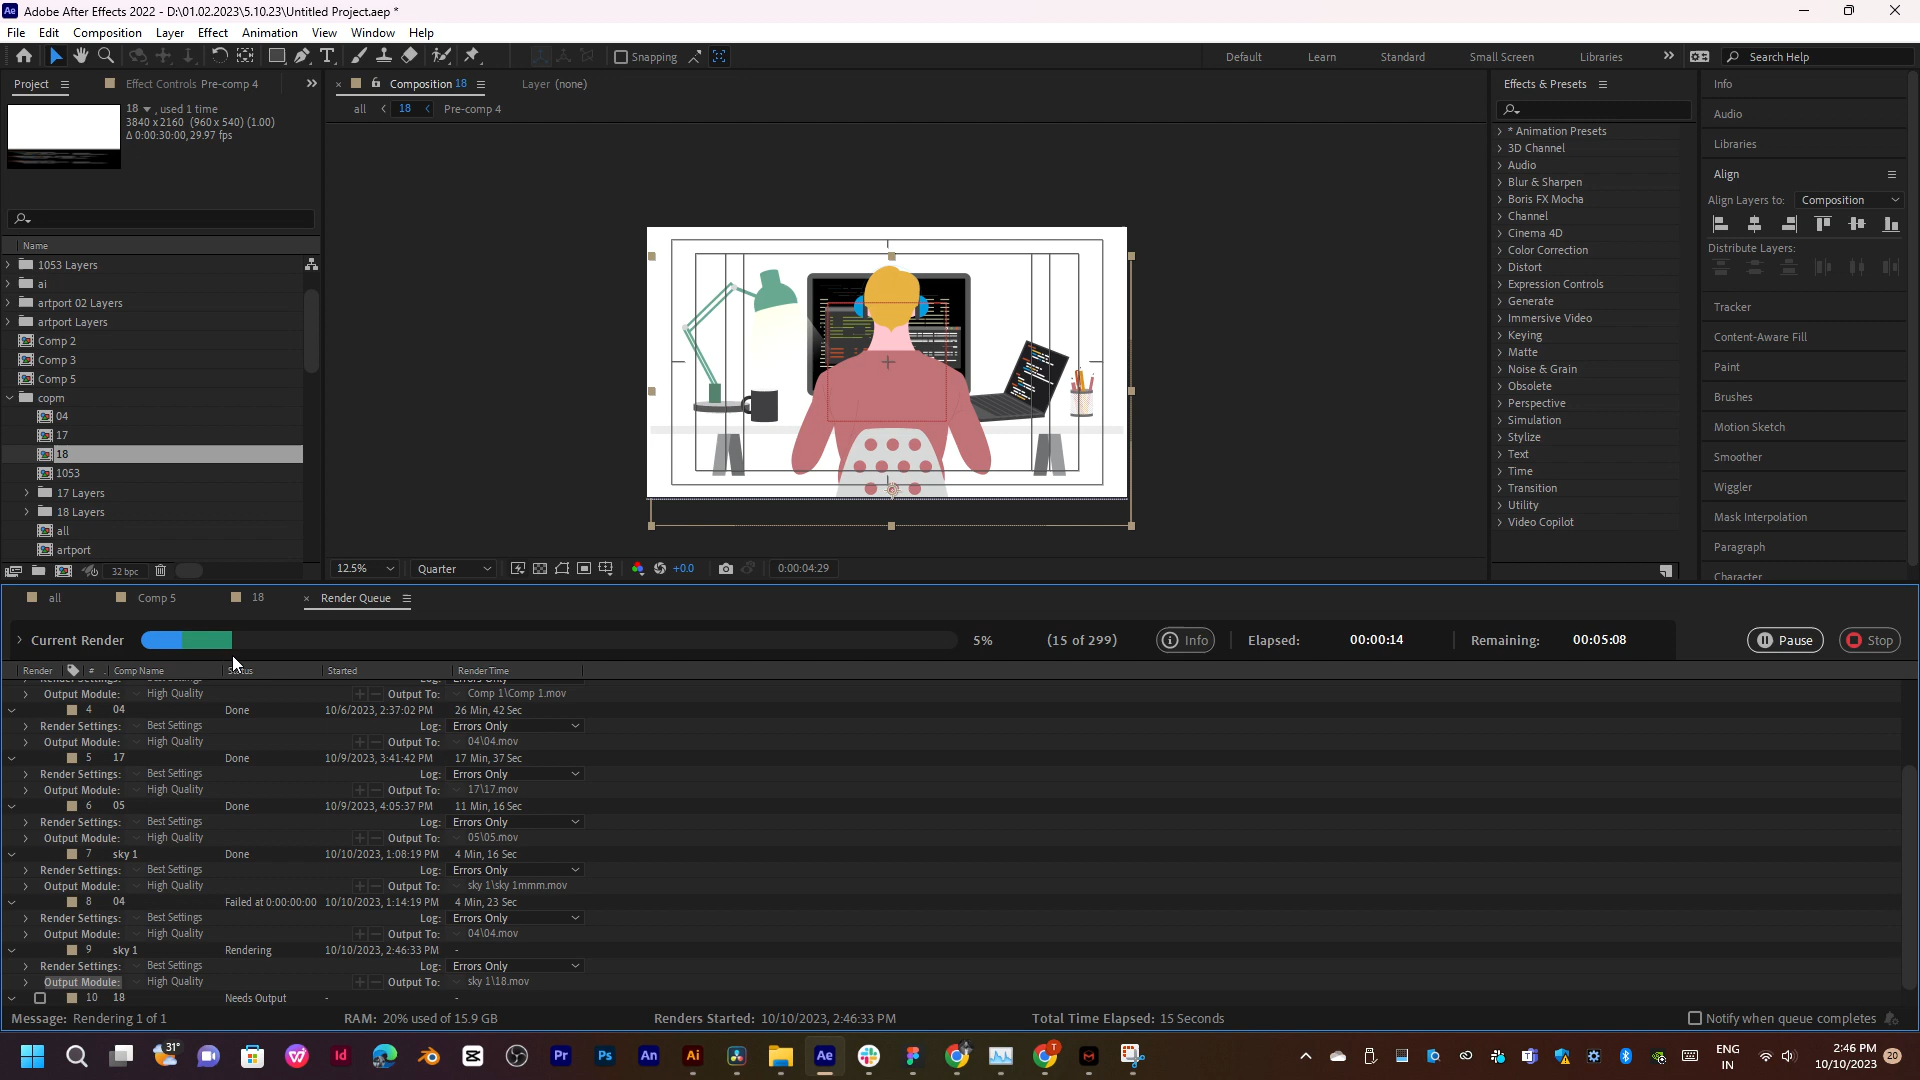 Adobe After Effects 2022 - D:\01.02.2023\5.10.23\Untitled Project.aep *
File Edit Composition Layer Effect Animation View Window Help
Snapping
Default Learn Standard Small Screen Libraries Search Help
Project Effect Controls Pre-comp 4
18 , used 1 time
3840 x 2160 (960 x 540) (1.00)
Δ 0:00:30:00, 29.97 fps
Name
1053 Layers
ai
artport 02 Layers
artport Layers
Comp 2
Comp 3
Comp 5
copm
04
17
18
1053
17 Layers
18 Layers
all
artport
32 bpc
Composition 18 Layer (none)
all 18 Pre-comp 4
12.5% Quarter +0.0 0:00:04:29
Effects & Presets
* Animation Presets
3D Channel
Audio
Blur & Sharpen
Boris FX Mocha
Channel
Cinema 4D
Color Correction
Distort
Expression Controls
Generate
Immersive Video
Keying
Matte
Noise & Grain
Obsolete
Perspective
Simulation
Stylize
Text
Time
Transition
Utility
Video Copilot
Info
Audio
Libraries
Align
Align Layers to: Composition
Distribute Layers:
Tracker
Content-Aware Fill
Paint
Brushes
Motion Sketch
Smoother
Wiggler
Mask Interpolation
Paragraph
Character
all Comp 5 18 Render Queue
Current Render 5% (15 of 299) Info Elapsed: 00:00:14 Remaining: 00:05:08 Pause Stop
Render # Comp Name Status Started Render Time
Output Module: High Quality Output To: Comp 1\Comp 1.mov
4 04 Done 10/6/2023, 2:37:02 PM 26 Min, 42 Sec
Render Settings: Best Settings Log: Errors Only
Output Module: High Quality Output To: 04\04.mov
5 17 Done 10/9/2023, 3:41:42 PM 17 Min, 37 Sec
Render Settings: Best Settings Log: Errors Only
Output Module: High Quality Output To: 17\17.mov
6 05 Done 10/9/2023, 4:05:37 PM 11 Min, 16 Sec
Render Settings: Best Settings Log: Errors Only
Output Module: High Quality Output To: 05\05.mov
7 sky 1 Done 10/10/2023, 1:08:19 PM 4 Min, 16 Sec
Render Settings: Best Settings Log: Errors Only
Output Module: High Quality Output To: sky 1\sky 1mmm.mov
8 04 Failed at 0:00:00:00 10/10/2023, 1:14:19 PM 4 Min, 23 Sec
Render Settings: Best Settings Log: Errors Only
Output Module: High Quality Output To: 04\04.mov
9 sky 1 Rendering 10/10/2023, 2:46:33 PM -
Render Settings: Best Settings Log: Errors Only
Output Module: High Quality Output To: sky 1\18.mov
10 18 Needs Output - -
Message: Rendering 1 of 1 RAM: 20% used of 15.9 GB Renders Started: 10/10/2023, 2:46:33 PM Total Time Elapsed: 15 Seconds Notify when queue completes
31°
ENG
IN
2:46 PM
10/10/2023
20